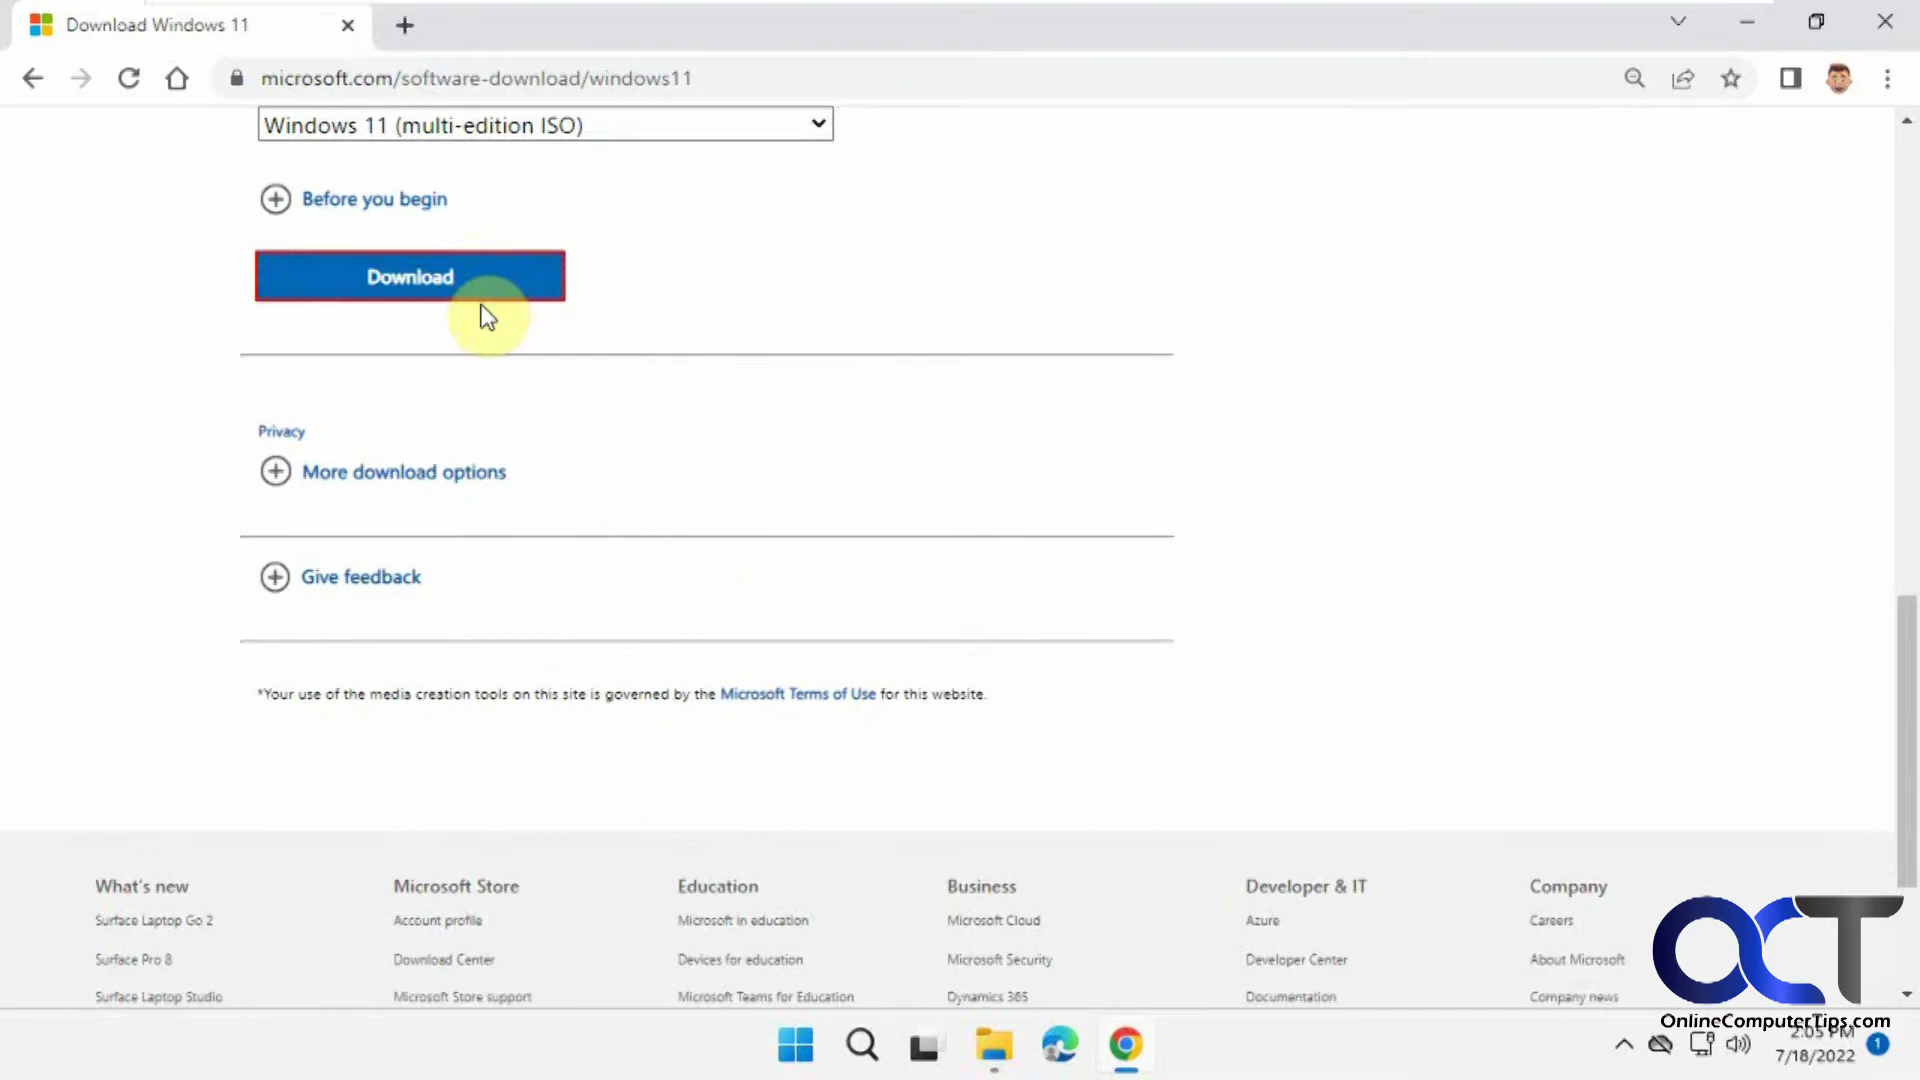 Download Windows 11
microsoft.com/software-download/windows11
Windows 11 (multi-edition ISO)
Before you begin
Download
Privacy
More download options
Give feedback
*Your use of the media creation tools on this site is governed by the Microsoft Terms of Use for this website.
What's new
Microsoft Store
Education
Business
Developer & IT
Company
Surface Laptop Go 2
Account profile
Microsoft in education
Microsoft Cloud
Azure
Careers
Surface Pro 8
Download Center
Devices for education
Microsoft Security
Developer Center
About Microsoft
Surface Laptop Studio
Microsoft Store support
Microsoft Teams for Education
Dynamics 365
Documentation
Company news
OCT
OnlineComputerTips.com
2:05 PM
7/18/2022
1